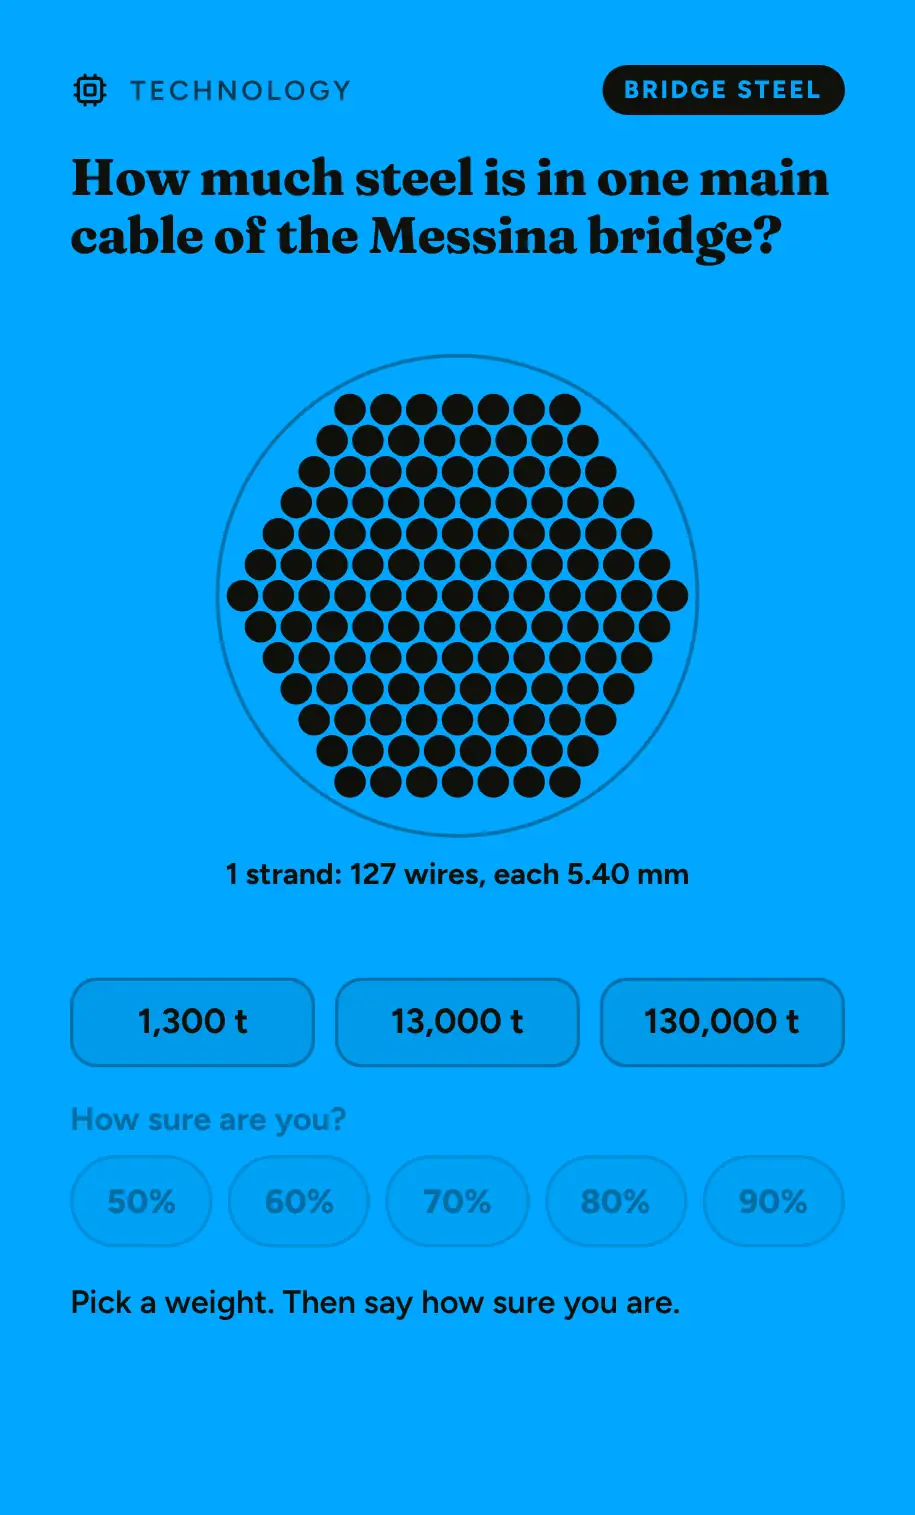 TECHNOLOGY
BRIDGE STEEL
How much steel is in one main
cable of the Messina bridge?
1 strand: 127 wires, each 5.40 mm
1,300 t
13,000 t
130,000 t
How sure are you?
50%
60%
70%
80%
90%
Pick a weight. Then say how sure you are.